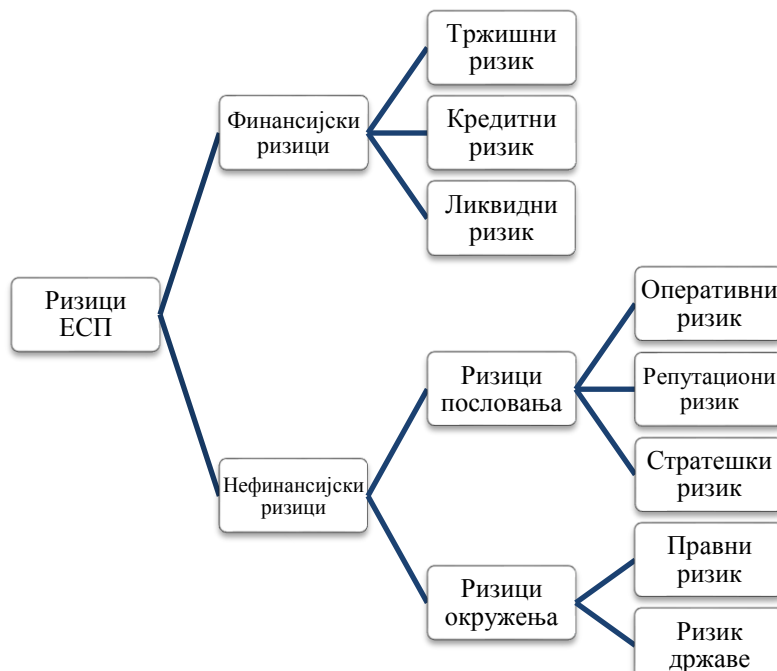 Ризици
ЕСП
Финансијски
ризици
Тржишни
ризик
Кредитни
ризик
Ликвидни
ризик
Нефинансијски
ризици
Ризици
пословања
Оперативни
ризик
Репутациони
ризик
Стратешки
ризик
Ризици
окружења
Правни
ризик
Ризик
државе